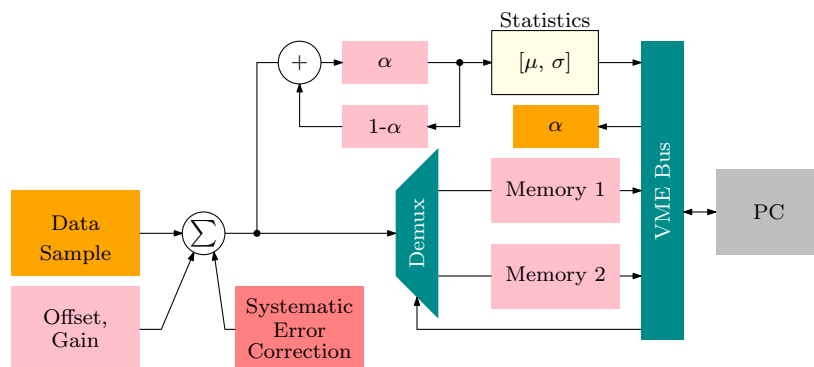 Statistics
+
α
[μ, σ]
1-α
α
Data
Sample
∑
Demux
Memory 1
Memory 2
VME Bus
PC
Offset,
Gain
Systematic
Error
Correction